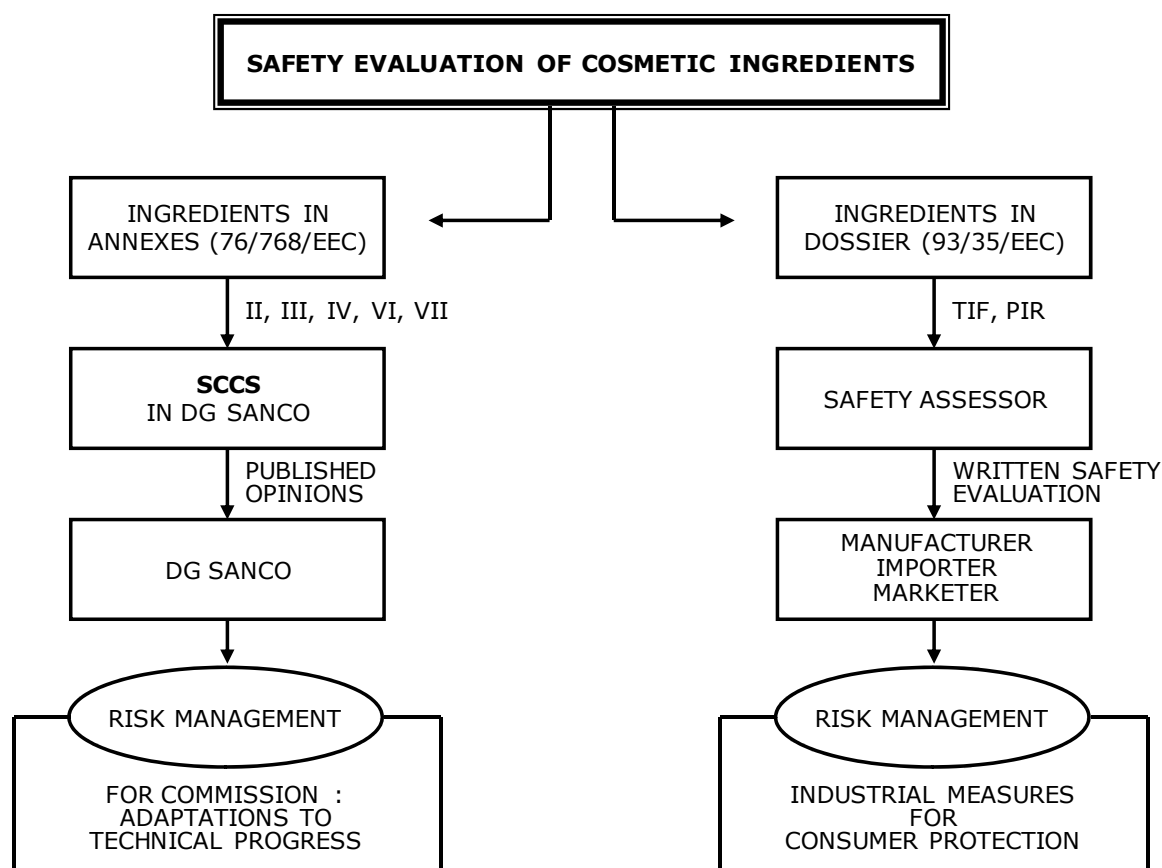 SAFETY EVALUATION OF COSMETIC INGREDIENTS
INGREDIENTS IN
ANNEXES (76/768/EEC)
II, III, IV, VI, VII
SCCS
IN DG SANCO
PUBLISHED
OPINIONS
DG SANCO
RISK MANAGEMENT
FOR COMMISSION :
ADAPTATIONS TO
TECHNICAL PROGRESS
INGREDIENTS IN
DOSSIER (93/35/EEC)
TIF, PIR
SAFETY ASSESSOR
WRITTEN SAFETY
EVALUATION
MANUFACTURER
IMPORTER
MARKETER
RISK MANAGEMENT
INDUSTRIAL MEASURES
FOR
CONSUMER PROTECTION